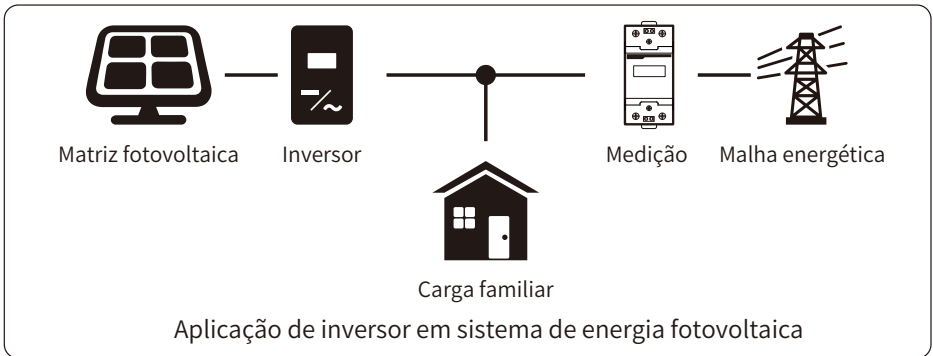 Matriz fotovoltaica
Inversor
Medição
Malha energética
Carga familiar
Aplicação de inversor em sistema de energia fotovoltaica